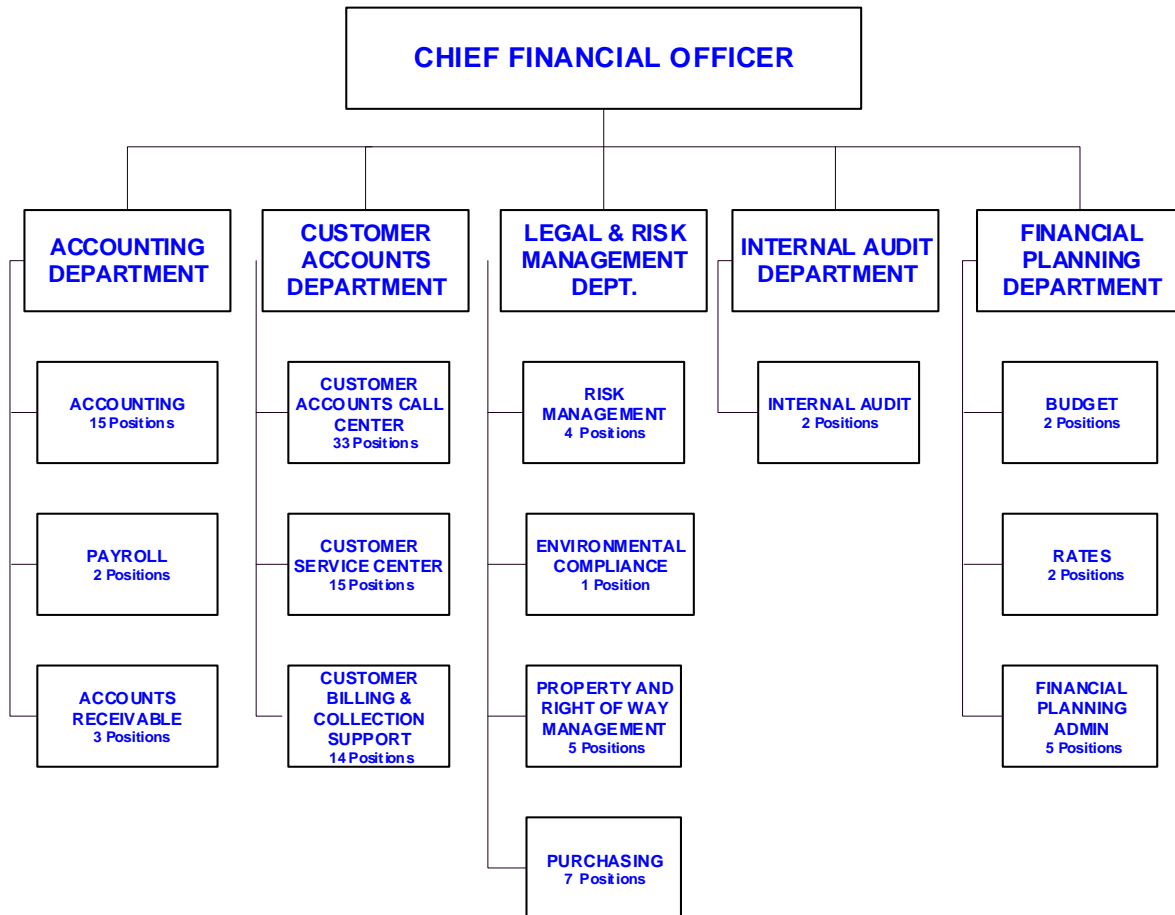 CHIEF FINANCIAL OFFICER
ACCOUNTING
DEPARTMENT
CUSTOMER
ACCOUNTS
DEPARTMENT
LEGAL & RISK
MANAGEMENT
DEPT.
INTERNAL AUDIT
DEPARTMENT
FINANCIAL
PLANNING
DEPARTMENT
ACCOUNTING
15 Positions
CUSTOMER
ACCOUNTS CALL
CENTER
33 Positions
RISK
MANAGEMENT
4 Positions
INTERNAL AUDIT
2 Positions
BUDGET
2 Positions
PAYROLL
2 Positions
CUSTOMER
SERVICE CENTER
15 Positions
ENVIRONMENTAL
COMPLIANCE
1 Position
RATES
2 Positions
ACCOUNTS
RECEIVABLE
3 Positions
CUSTOMER
BILLING &
COLLECTION
SUPPORT
14 Positions
PROPERTY AND
RIGHT OF WAY
MANAGEMENT
5 Positions
FINANCIAL
PLANNING
ADMIN
5 Positions
PURCHASING
7 Positions